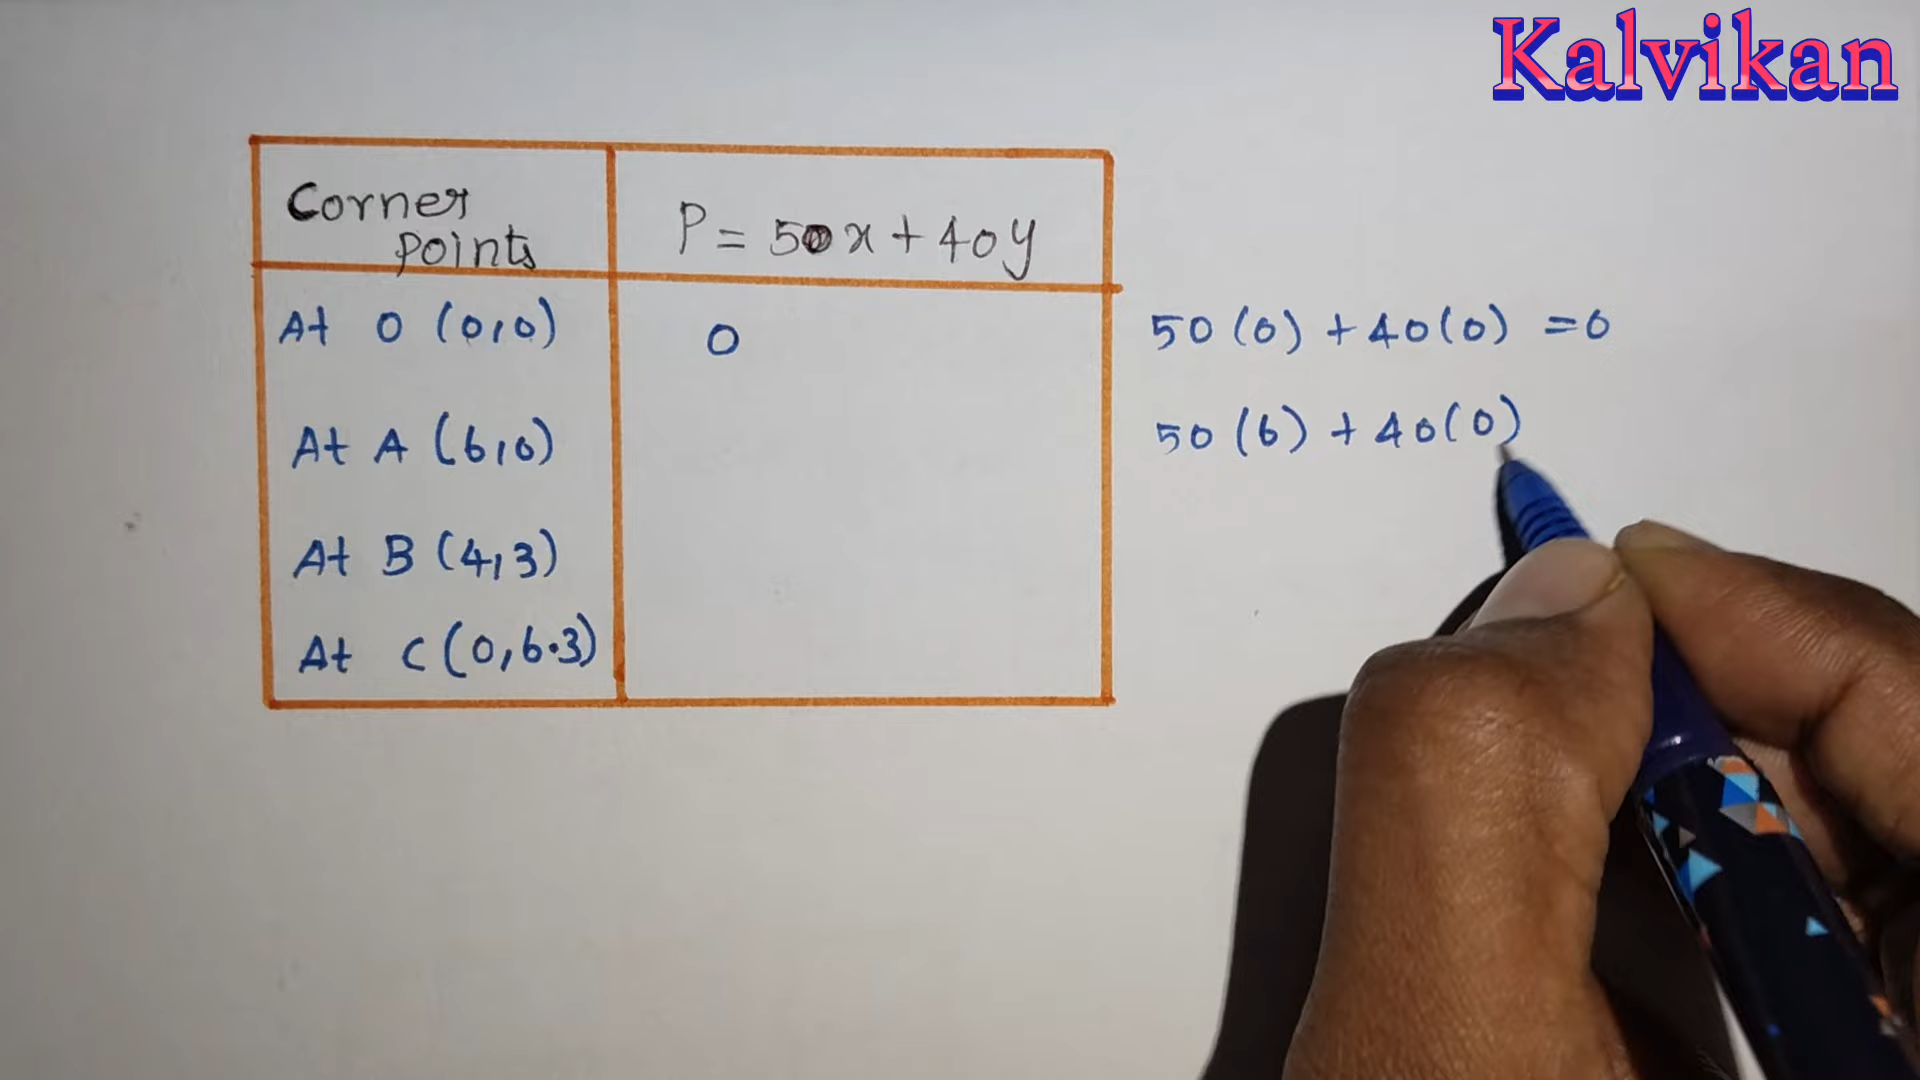 Kalvikan
Corner points
P = 50x + 40y
At O (0,0)
0
50 (0) + 40 (0) = 0
At A (6,0)
50 (6) + 40 (0)
At B (4,3)
At C (0, 6.3)